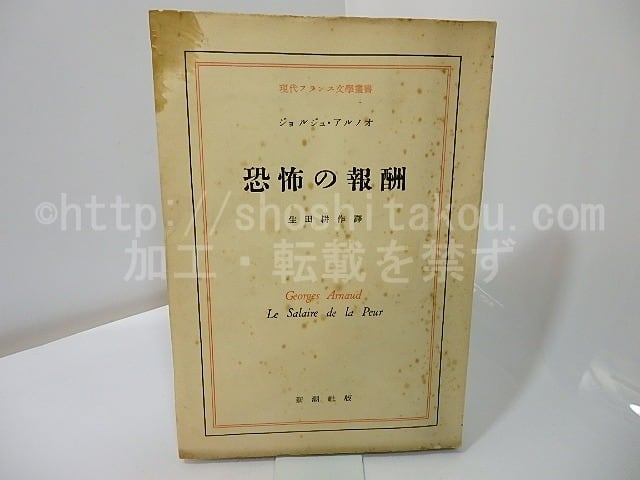 現代フランス文學叢書
ジョルジュ・アルノオ
恐怖の報酬
生田耕作譯
©http://shoshitakou.com
加工・転載を禁ず
Georges Arnaud
Le Salaire de la Peur
新潮社版